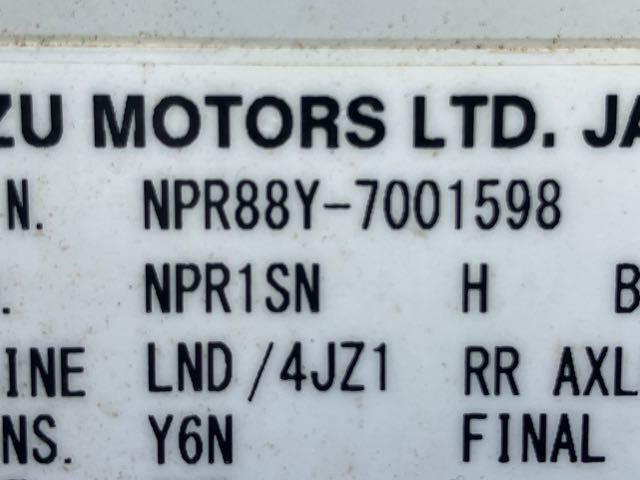 ZU MOTORS LTD. JA
N. NPR88Y-7001598
. NPR1SN H B
INE LND/4JZ1 RR AXL
NS. Y6N FINAL